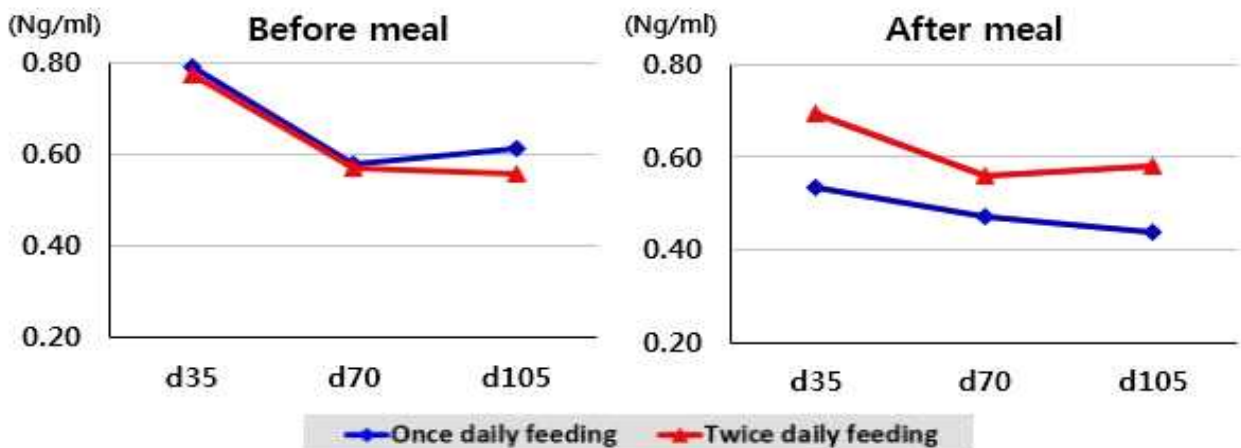 (Ng/ml)
Before meal
0.80
0.60
0.40
0.20
d35 d70 d105
(Ng/ml)
After meal
0.80
0.60
0.40
0.20
d35 d70 d105
Once daily feeding Twice daily feeding